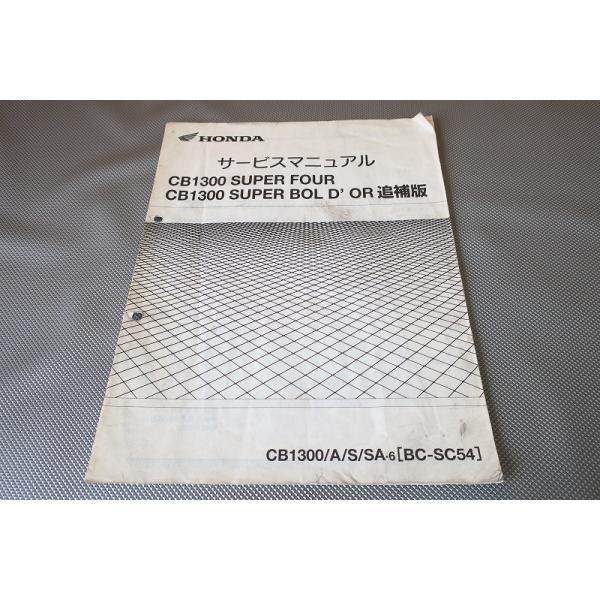 HONDA
サービスマニュアル
CB1300 SUPER FOUR
CB1300 SUPER BOL D' OR 追補版
CB1300/A/S/SA-6[BC-SC54]